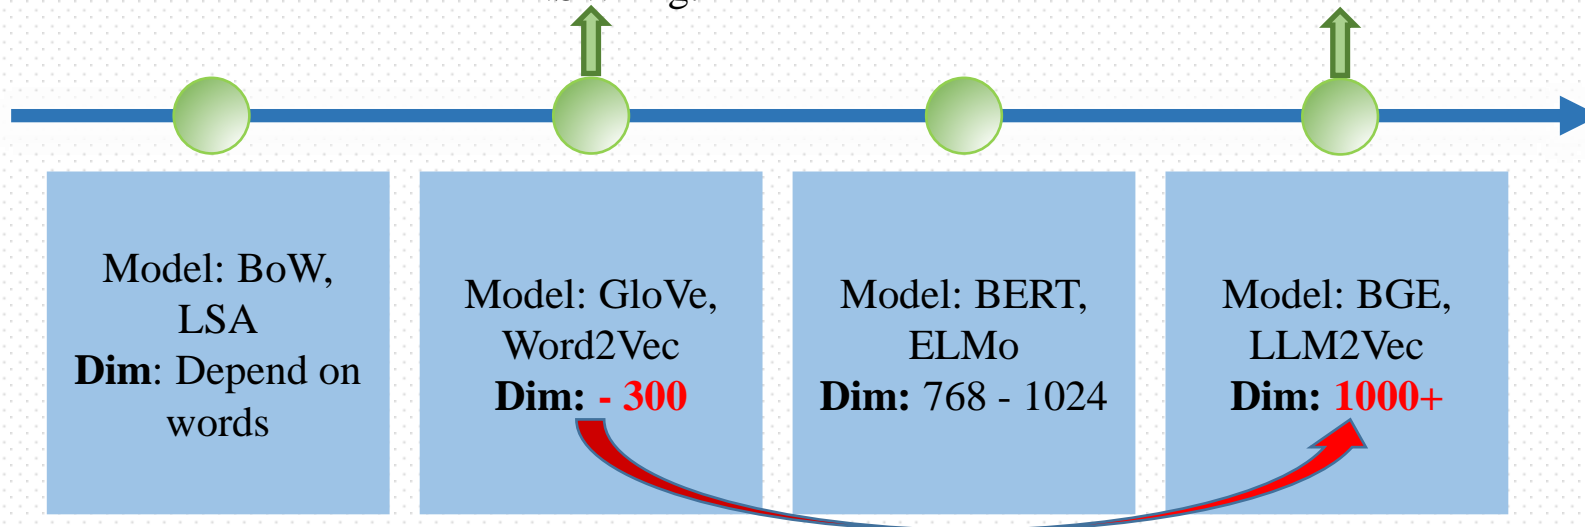 Model: BoW,
LSA
Dim: Depend on
words
Model: GloVe,
Word2Vec
Dim: - 300
Model: BERT,
ELMo
Dim: 768 - 1024
Model: BGE,
LLM2Vec
Dim: 1000+